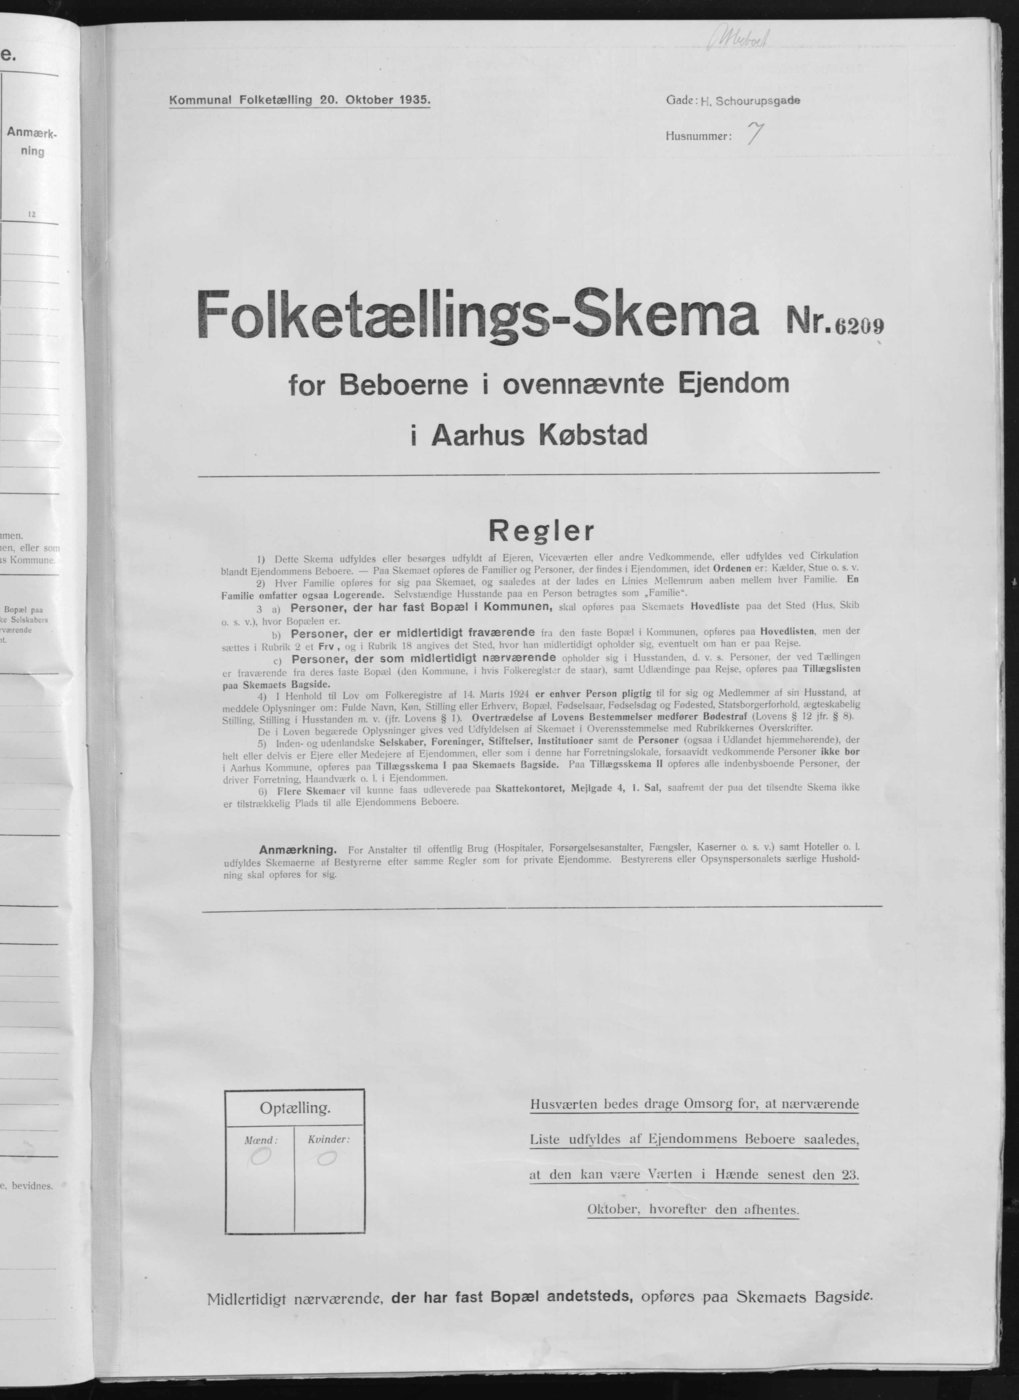 e.
Anmærk-
ning
12
men.
en, eller som
s Kommune.
Bopæl paa
ke Selskabers
rværende
e, bevidnes.
Ubeboet
Kommunal Folketælling 20. Oktober 1935.
Gade: H. Schourupsgade
Husnummer: 7
Folketællings-Skema Nr. 6209
for Beboerne i ovennævnte Ejendom
i Aarhus Købstad
Regler
1) Dette Skema udfyldes eller besørges udfyldt af Ejeren, Viceværten eller andre Vedkommende, eller udfyldes ved Cirkulation
blandt Ejendommens Beboere. — Paa Skemaet opføres de Familier og Personer, der findes i Ejendommen, idet Ordenen er: Kælder, Stue o. s. v.
2) Hver Familie opføres for sig paa Skemaet, og saaledes at der lades en Linies Mellemrum aaben mellem hver Familie. En
Familie omfatter ogsaa Logerende. Selvstændige Husstande paa en Person betragtes som „Familie".
3 a) Personer, der har fast Bopæl i Kommunen, skal opføres paa Skemaets Hovedliste paa det Sted (Hus, Skib
o. s. v.), hvor Bopælen er.
b) Personer, der er midlertidigt fraværende fra den faste Bopæl i Kommunen, opføres paa Hovedlisten, men der
sættes i Rubrik 2 et Frv., og i Rubrik 18 angives det Sted, hvor han midlertidigt opholder sig, eventuelt om han er paa Rejse.
c) Personer, der som midlertidigt nærværende opholder sig i Husstanden, d. v. s. Personer, der ved Tællingen
er fraværende fra deres faste Bopæl (den Kommune, i hvis Folkeregister de staar), samt Udlændinge paa Rejse, opføres paa Tillægslisten
paa Skemaets Bagside.
4) I Henhold til Lov om Folkeregistre af 14. Marts 1924 er enhver Person pligtig til for sig og Medlemmer af sin Husstand, at
meddele Oplysninger om: Fulde Navn, Køn, Stilling eller Erhverv, Bopæl, Fødselsaar, Fødselsdag og Fødested, Statsborgerforhold, ægteskabelig
Stilling, Stilling i Husstanden m. v. (jfr. Lovens § 1). Overtrædelse af Lovens Bestemmelser medfører Bødestraf (Lovens § 12 jfr. § 8).
De i Loven begærede Oplysninger gives ved Udfyldelsen af Skemaet i Overensstemmelse med Rubrikkernes Overskrifter.
5) Inden- og udenlandske Selskaber, Foreninger, Stiftelser, Institutioner samt de Personer (ogsaa i Udlandet hjemmehørende), der
helt eller delvis er Ejere eller Medejere af Ejendommen, eller som i denne har Forretningslokale, forsaavidt vedkommende Personer ikke bor
i Aarhus Kommune, opføres paa Tillægsskema I paa Skemaets Bagside. Paa Tillægsskema II opføres alle indenbysboende Personer, der
driver Forretning, Haandværk o. l. i Ejendommen.
6) Flere Skemaer vil kunne faas udleverede paa Skattekontoret, Mejlgade 4, 1. Sal, saafremt der paa det tilsendte Skema ikke
er tilstrækkelig Plads til alle Ejendommens Beboere.
Anmærkning. For Anstalter til offentlig Brug (Hospitaler, Forsørgelsesanstalter, Fængsler, Kaserner o. s. v.) samt Hoteller o. l.
udfyldes Skemaerne af Bestyrerne efter samme Regler som for private Ejendomme. Bestyrerens eller Opsynspersonalets særlige Hushold-
ning skal opføres for sig.
Optælling.
Mænd: Kvinder:
0 0
Husværten bedes drage Omsorg for, at nærværende
Liste udfyldes af Ejendommens Beboere saaledes,
at den kan være Værten i Hænde senest den 23.
Oktober, hvorefter den afhentes.
Midlertidigt nærværende, der har fast Bopæl andetsteds, opføres paa Skemaets Bagside.